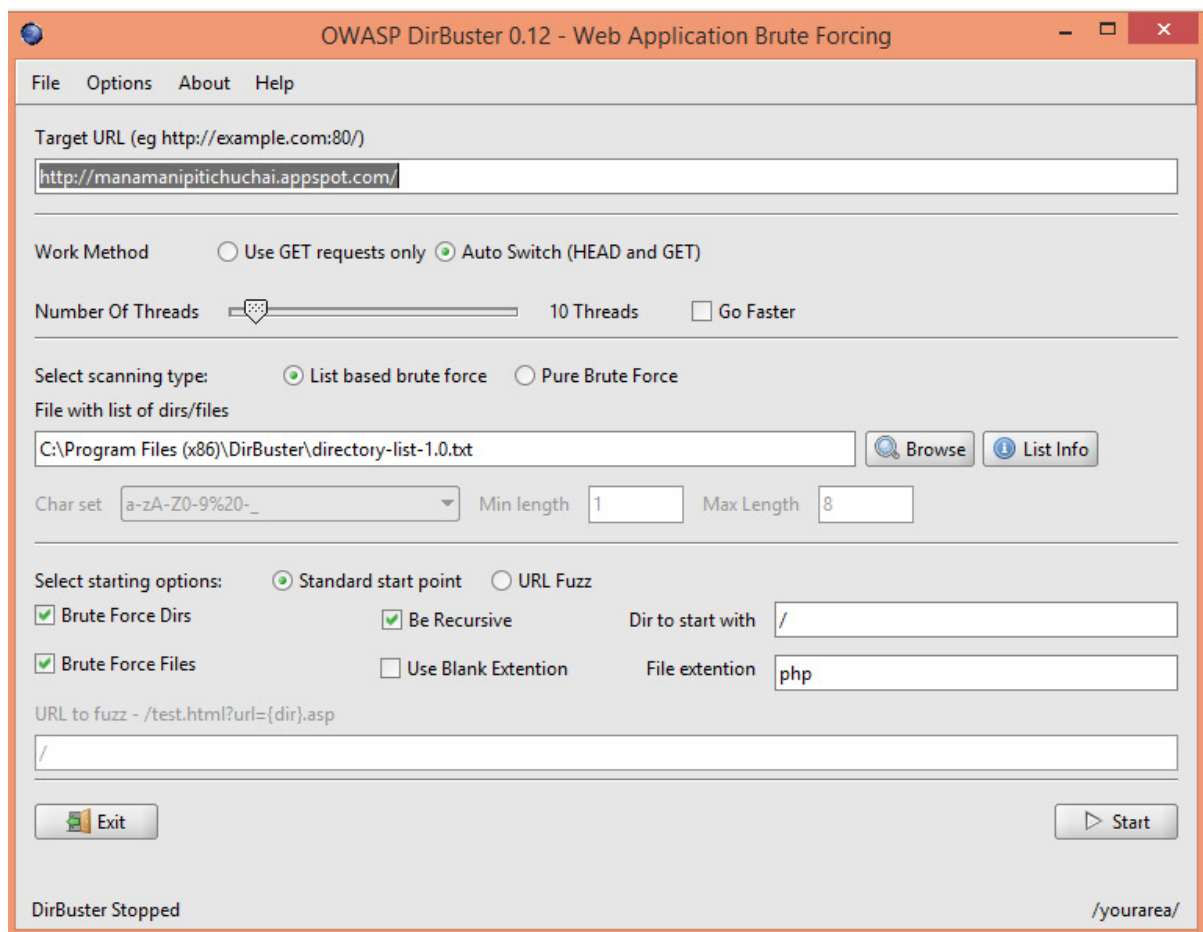 OWASP DirBuster 0.12 - Web Application Brute Forcing
File Options About Help
Target URL (eg http://example.com:80/)
http://manamanipitichuchai.appspot.com/
Work Method Use GET requests only Auto Switch (HEAD and GET)
Number Of Threads 10 Threads Go Faster
Select scanning type: List based brute force Pure Brute Force
File with list of dirs/files
C:\Program Files (x86)\DirBuster\directory-list-1.0.txt Browse List Info
Char set a-zA-Z0-9%20-_ Min length 1 Max Length 8
Select starting options: Standard start point URL Fuzz
Brute Force Dirs Be Recursive Dir to start with /
Brute Force Files Use Blank Extention File extention php
URL to fuzz - /test.html?url={dir}.asp
/
Exit Start
DirBuster Stopped /yourarea/